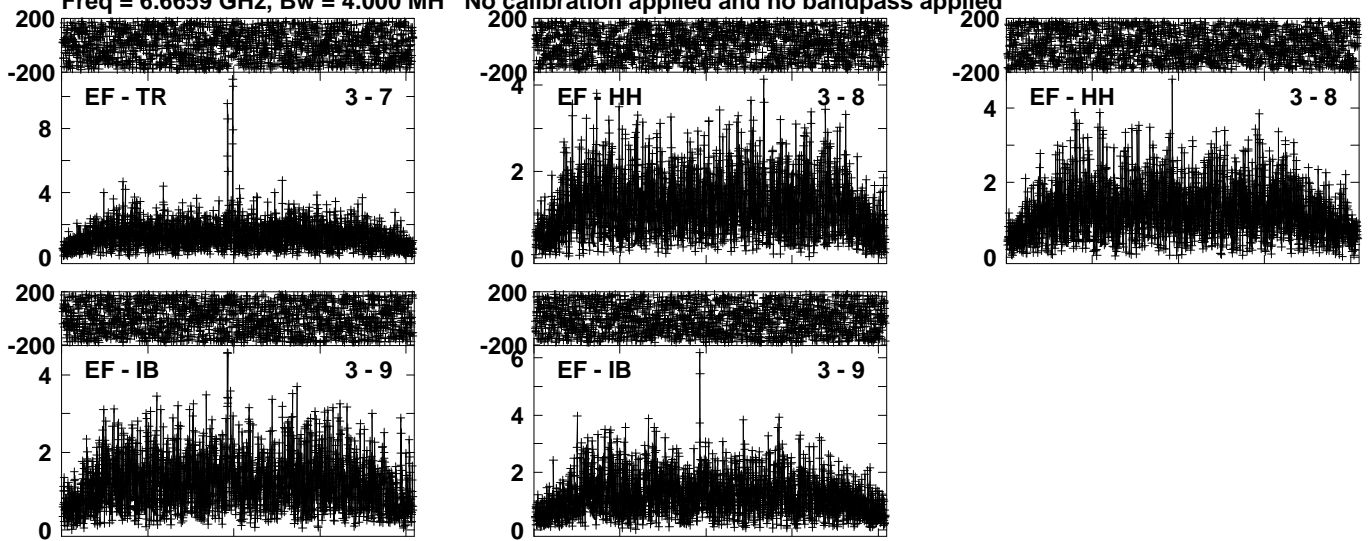 Freq = 6.6659 GHz, Bw = 4.000 MH No calibration applied and no bandpass applied
200 200 200
-200 -200 -200
EF - TR 3 - 7 EF - HH 3 - 8 EF - HH 3 - 8
8 4 4
4 2 2
0 0 0
200 200
-200 -200
6
EF - IB 3 - 9 EF - IB 3 - 9
4 4
2 2
0 0